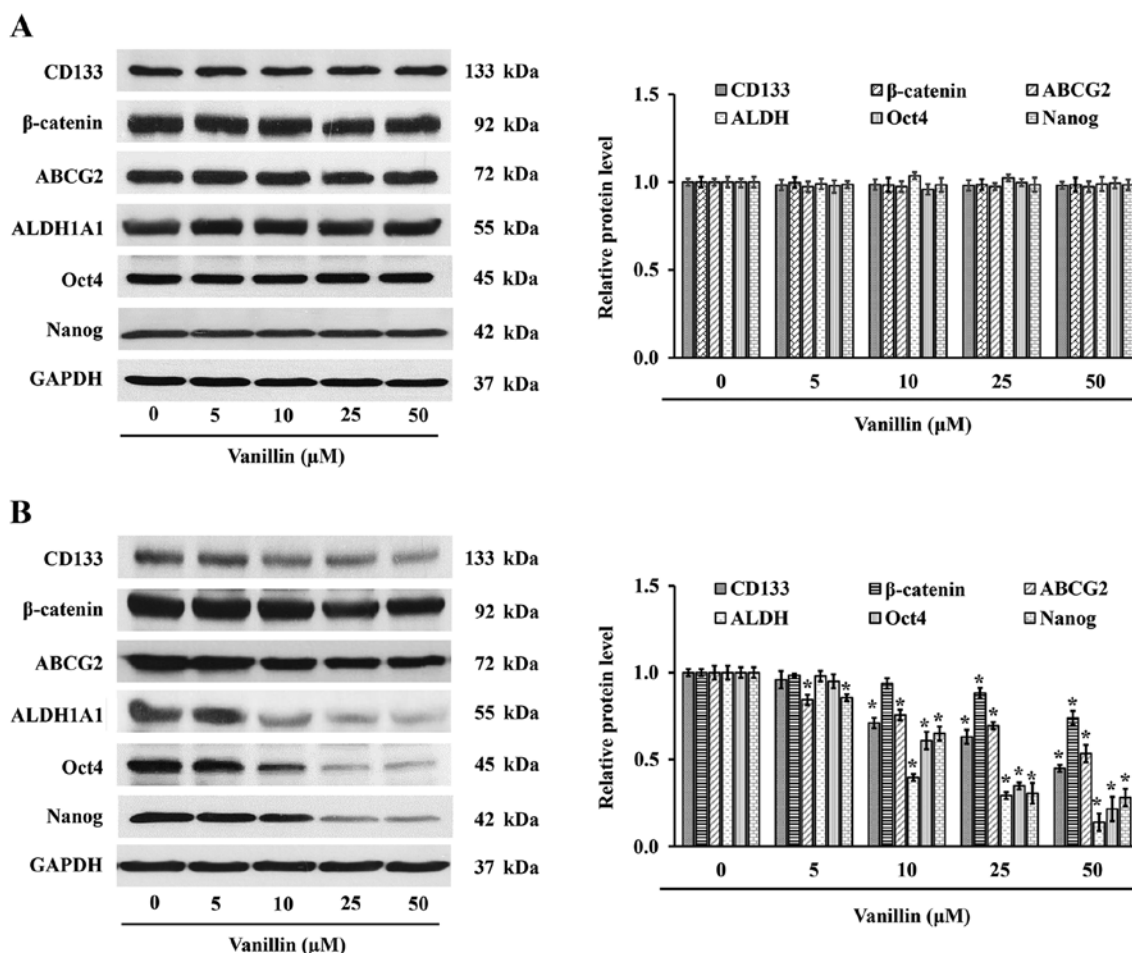 A
CD133 133 kDa
β-catenin 92 kDa
ABCG2 72 kDa
ALDH1A1 55 kDa
Oct4 45 kDa
Nanog 42 kDa
GAPDH 37 kDa
0 5 10 25 50
Vanillin (μM)
Relative protein level
1.5
1.0
0.5
0.0
CD133 β-catenin ABCG2
ALDH Oct4 Nanog
0 5 10 25 50
Vanillin (μM)
B
CD133 133 kDa
β-catenin 92 kDa
ABCG2 72 kDa
ALDH1A1 55 kDa
Oct4 45 kDa
Nanog 42 kDa
GAPDH 37 kDa
0 5 10 25 50
Vanillin (μM)
Relative protein level
1.5
1.0
0.5
0.0
CD133 β-catenin ABCG2
ALDH Oct4 Nanog
* * * * * * * * * * * * * * * * * * *
0 5 10 25 50
Vanillin (μM)